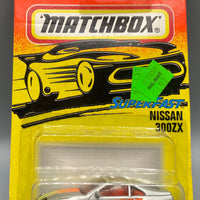 MATCHBOX
SUPERFAST
NISSAN
300ZX